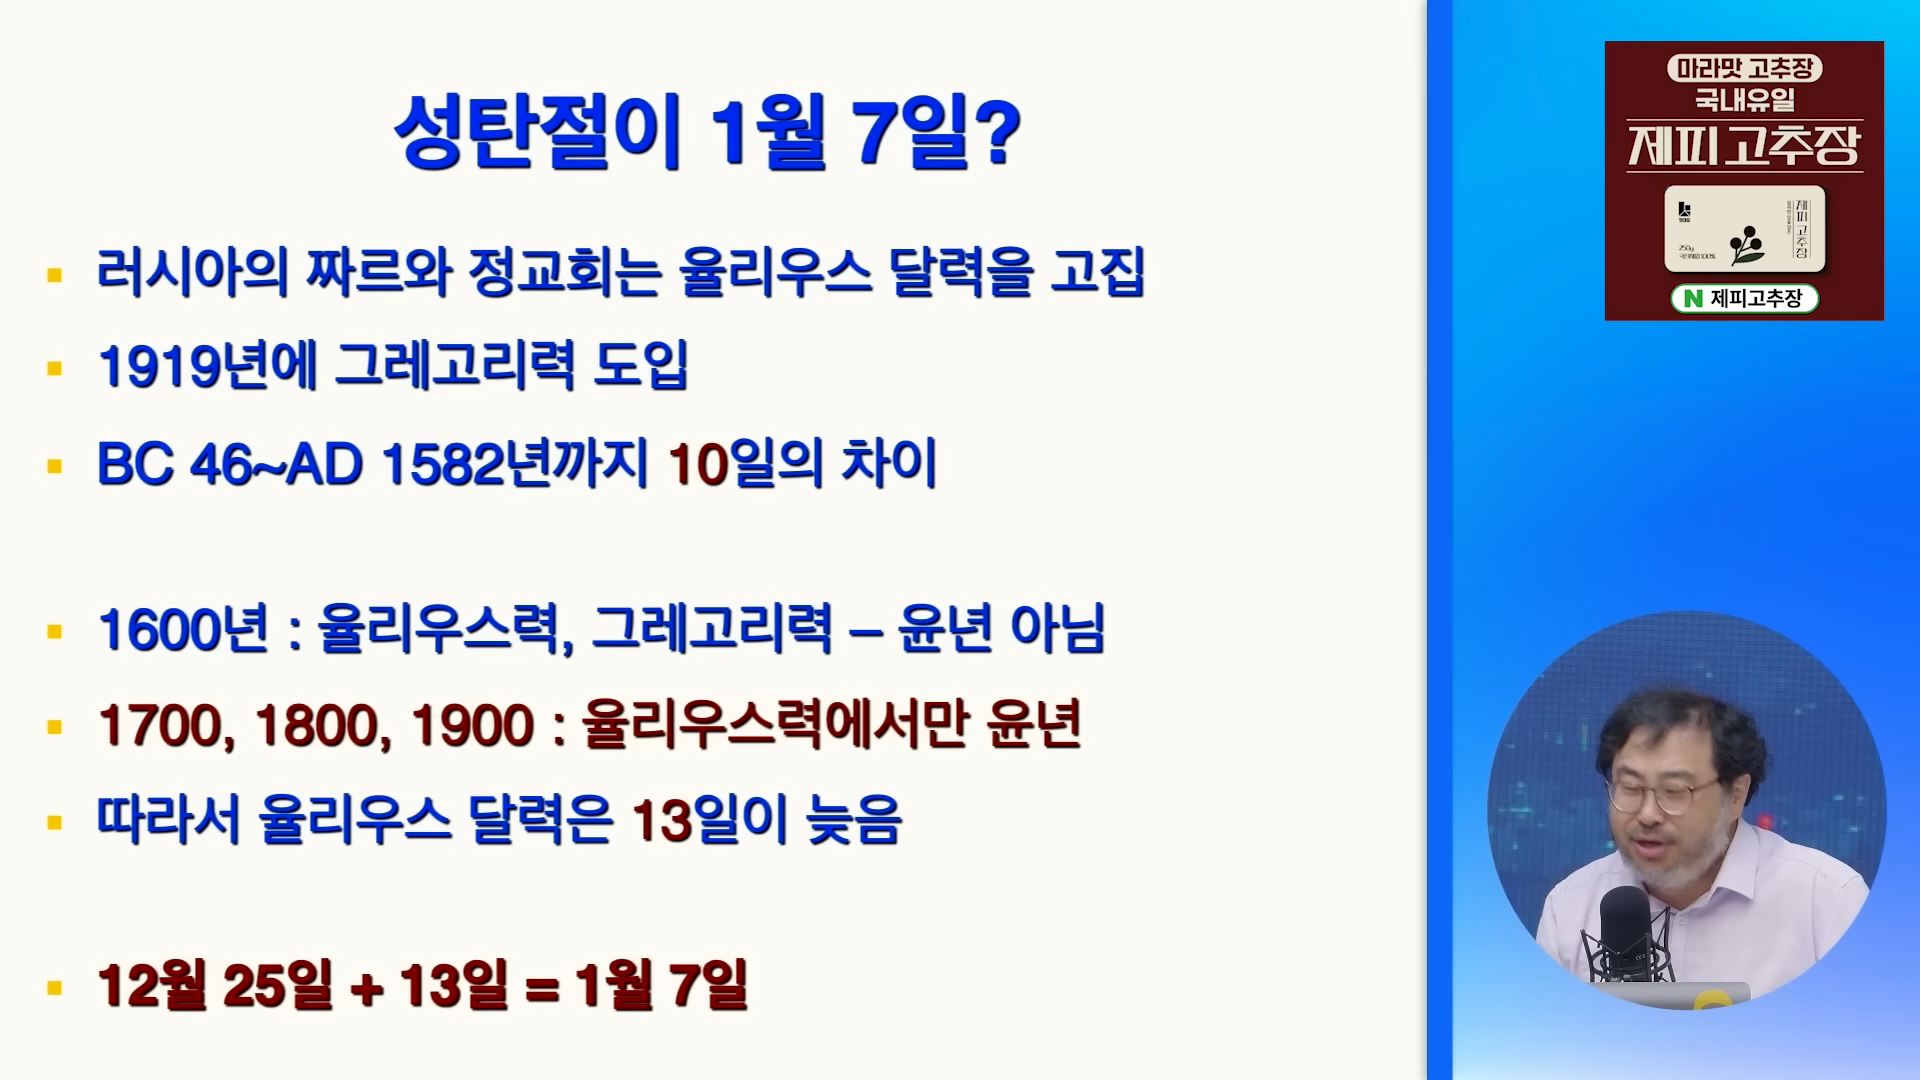 성탄절이 1월 7일?
러시아의 짜르와 정교회는 율리우스 달력을 고집
1919년에 그레고리력 도입
BC 46~AD 1582년까지 10일의 차이
1600년 : 율리우스력, 그레고리력 – 윤년 아님
1700, 1800, 1900 : 율리우스력에서만 윤년
따라서 율리우스 달력은 13일이 늦음
12월 25일 + 13일 = 1월 7일
마라맛 고추장
국내유일
제피고추장
제피고추장
250g
N 제피고추장